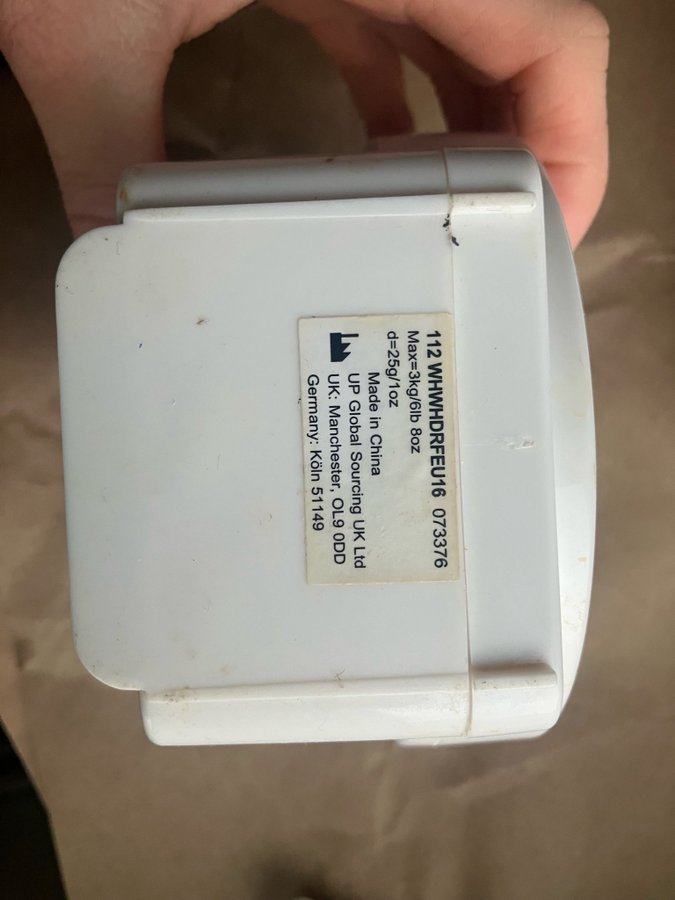 112 WHWHDRFEU16 073376
Max=3kg/6lb 8oz
d=25g/1oz
Made in China
UP Global Sourcing UK Ltd
UK: Manchester, OL9 0DD
Germany: Köln 51149